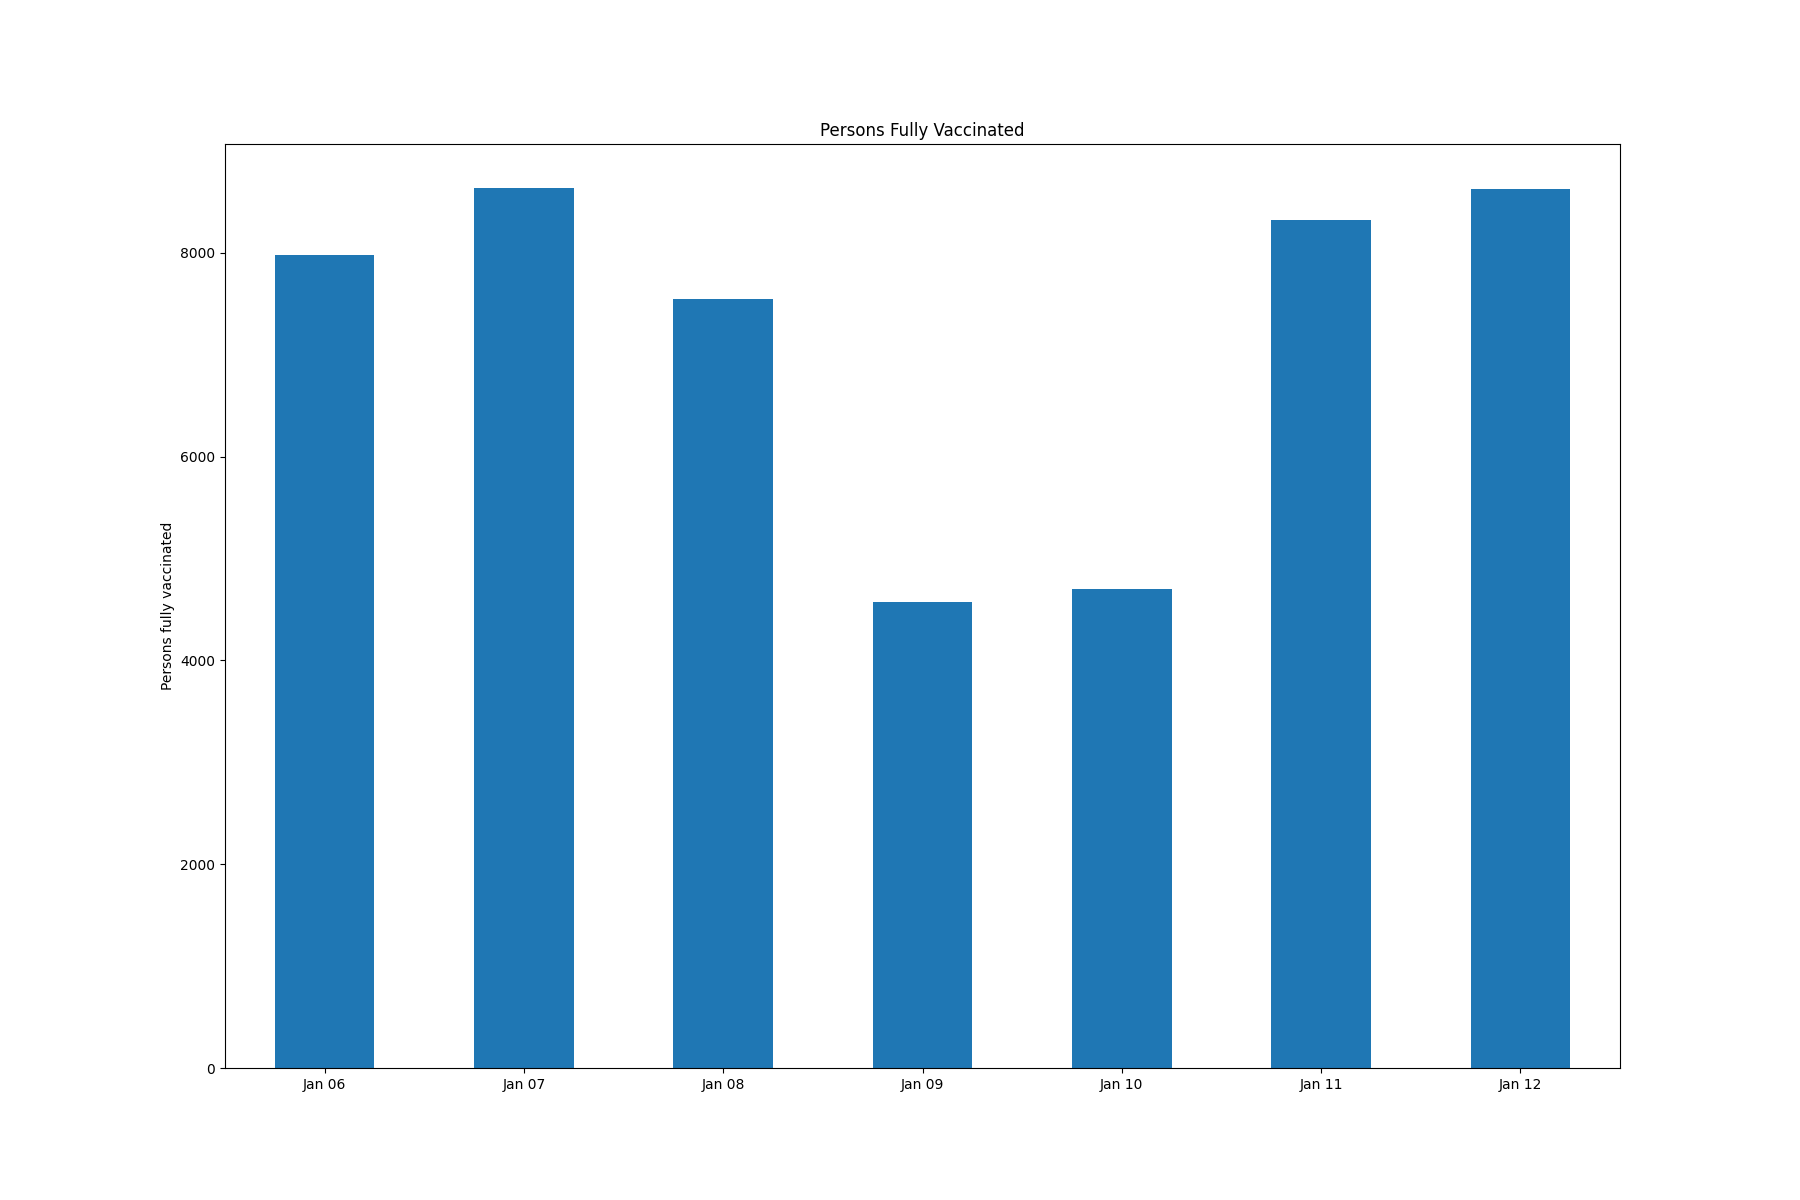 Persons Fully Vaccinated
Persons fully vaccinated
8000
6000
4000
2000
0
Jan 06
Jan 07
Jan 08
Jan 09
Jan 10
Jan 11
Jan 12